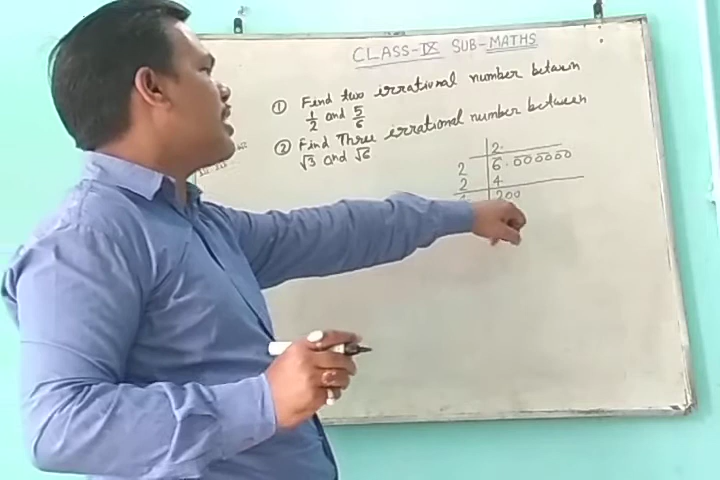 CLASS-IX SUB-MATHS
① Find two irrational number between
1/2 and 5/6
② Find Three irrational number between
√3 and √6
2.
2 6.000000
2 4
200